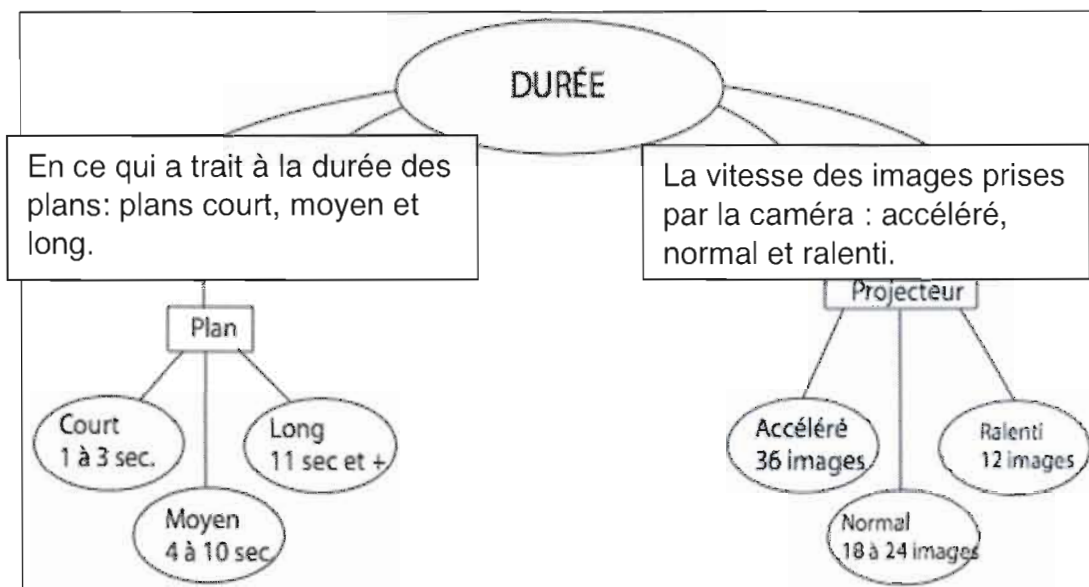 DURÉE
En ce qui a trait à la durée des
plans: plans court, moyen et
long.
La vitesse des images prises
par la caméra : accéléré,
normal et ralenti.
Plan
Court
1 à 3 sec.
Long
11 sec et +
Moyen
4 à 10 sec
Projecteur
Accéléré
36 images
Ralenti
12 images
Normal
18 à 24 images